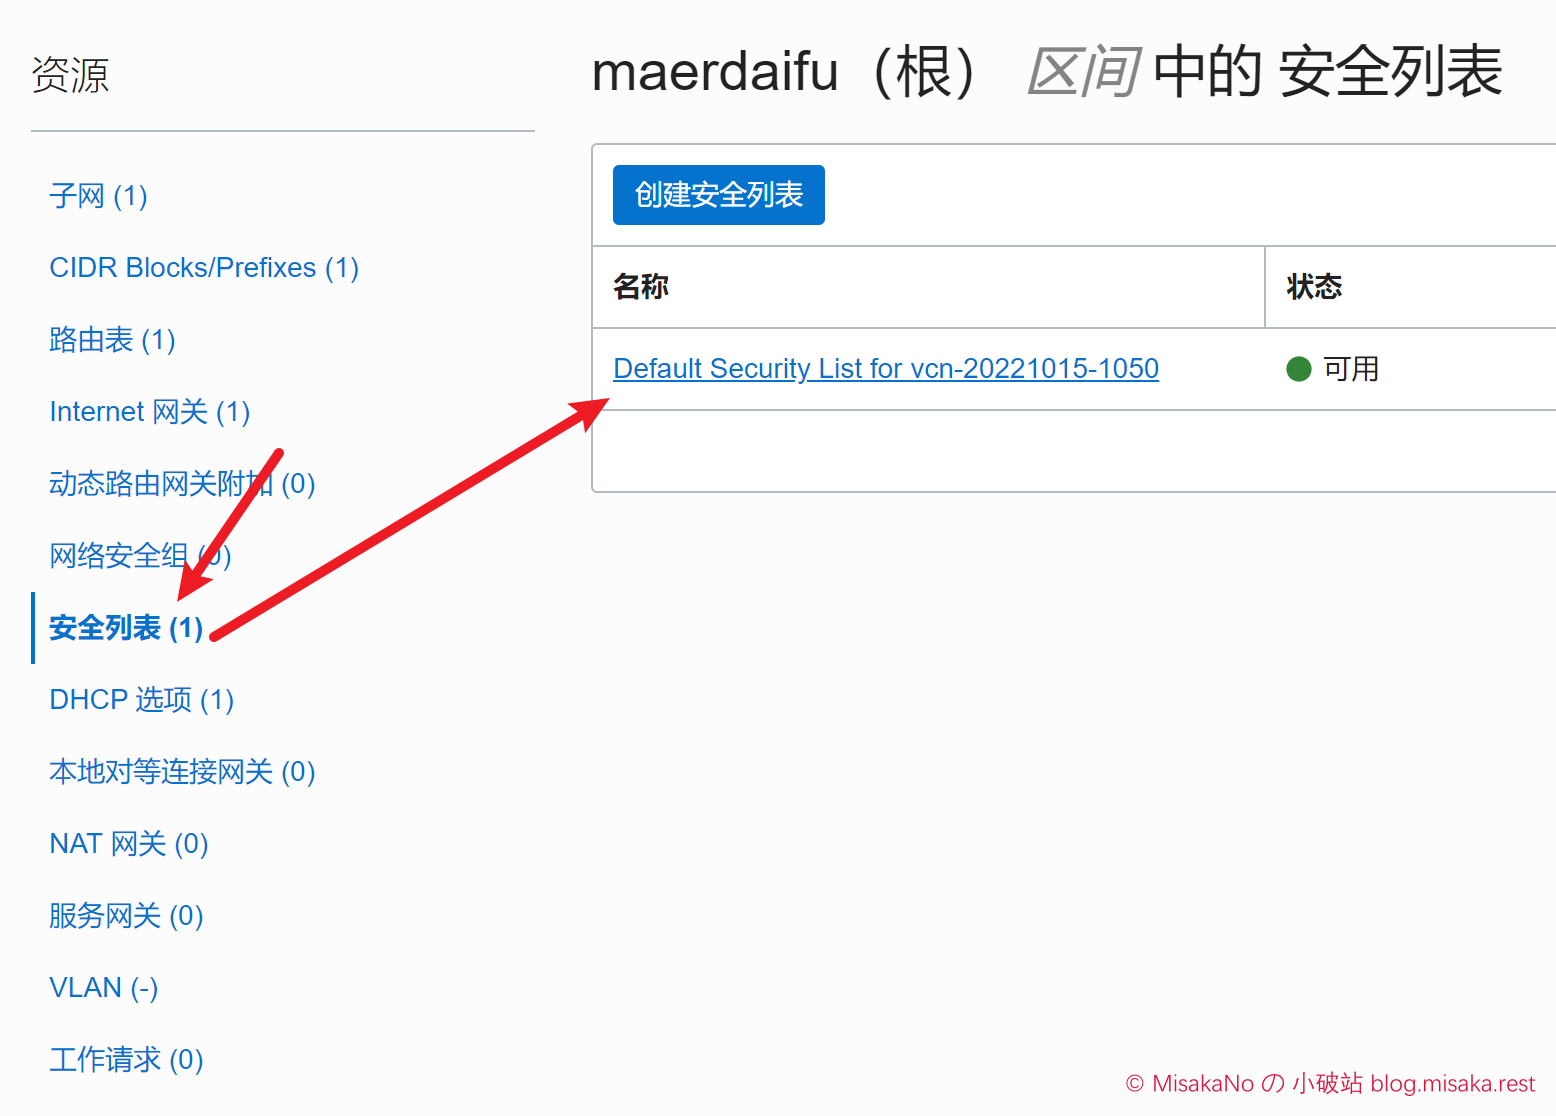 资源
子网 (1)
CIDR Blocks/Prefixes (1)
路由表 (1)
Internet 网关 (1)
动态路由网关附加 (0)
网络安全组 (0)
安全列表 (1)
DHCP 选项 (1)
本地对等连接网关 (0)
NAT 网关 (0)
服务网关 (0)
VLAN (-)
工作请求 (0)
maerdaifu（根） 区间 中的 安全列表
创建安全列表
名称 状态
Default Security List for vcn-20221015-1050 可用
© MisakaNo の 小破站 blog.misaka.rest